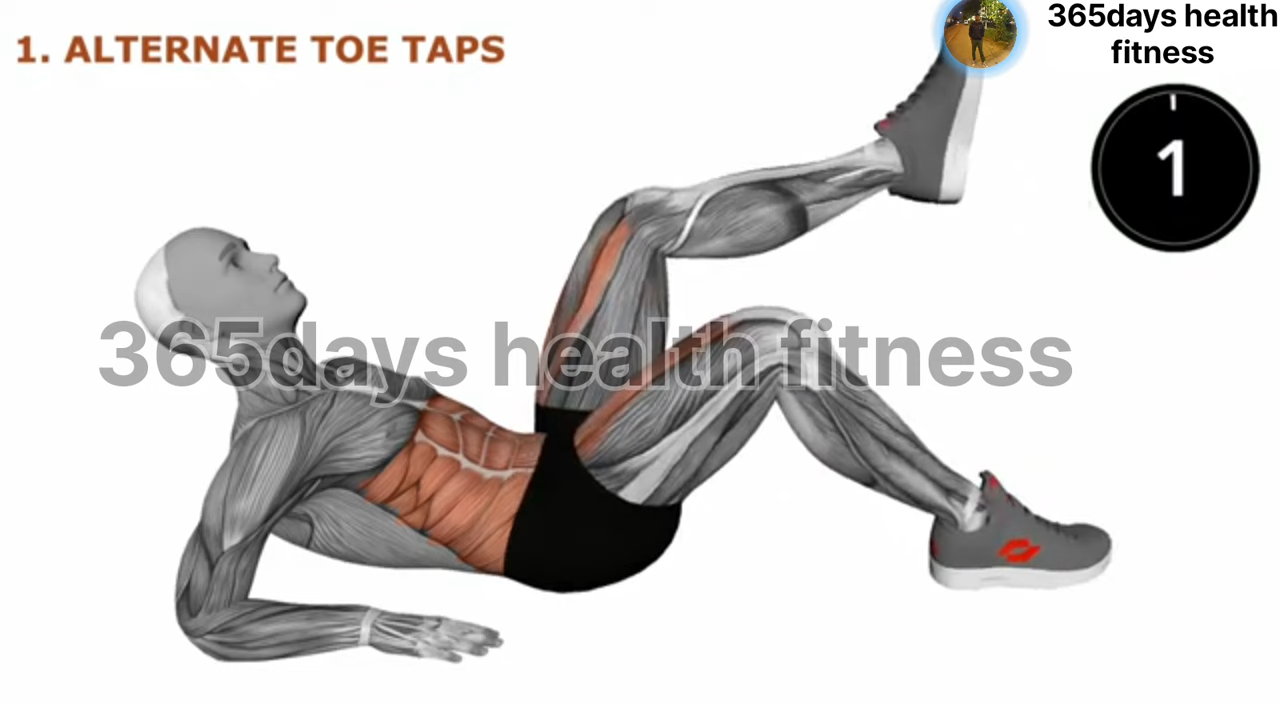 1. ALTERNATE TOE TAPS
365days health
fitness
1
365days health fitness